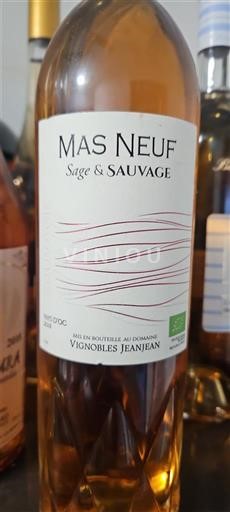 MAS NEUF
Sage & SAUVAGE
VINIOU
PAYS D'OC
MIS EN BOUTEILLE AU DOMAINE
VIGNOBLES JEANJEAN